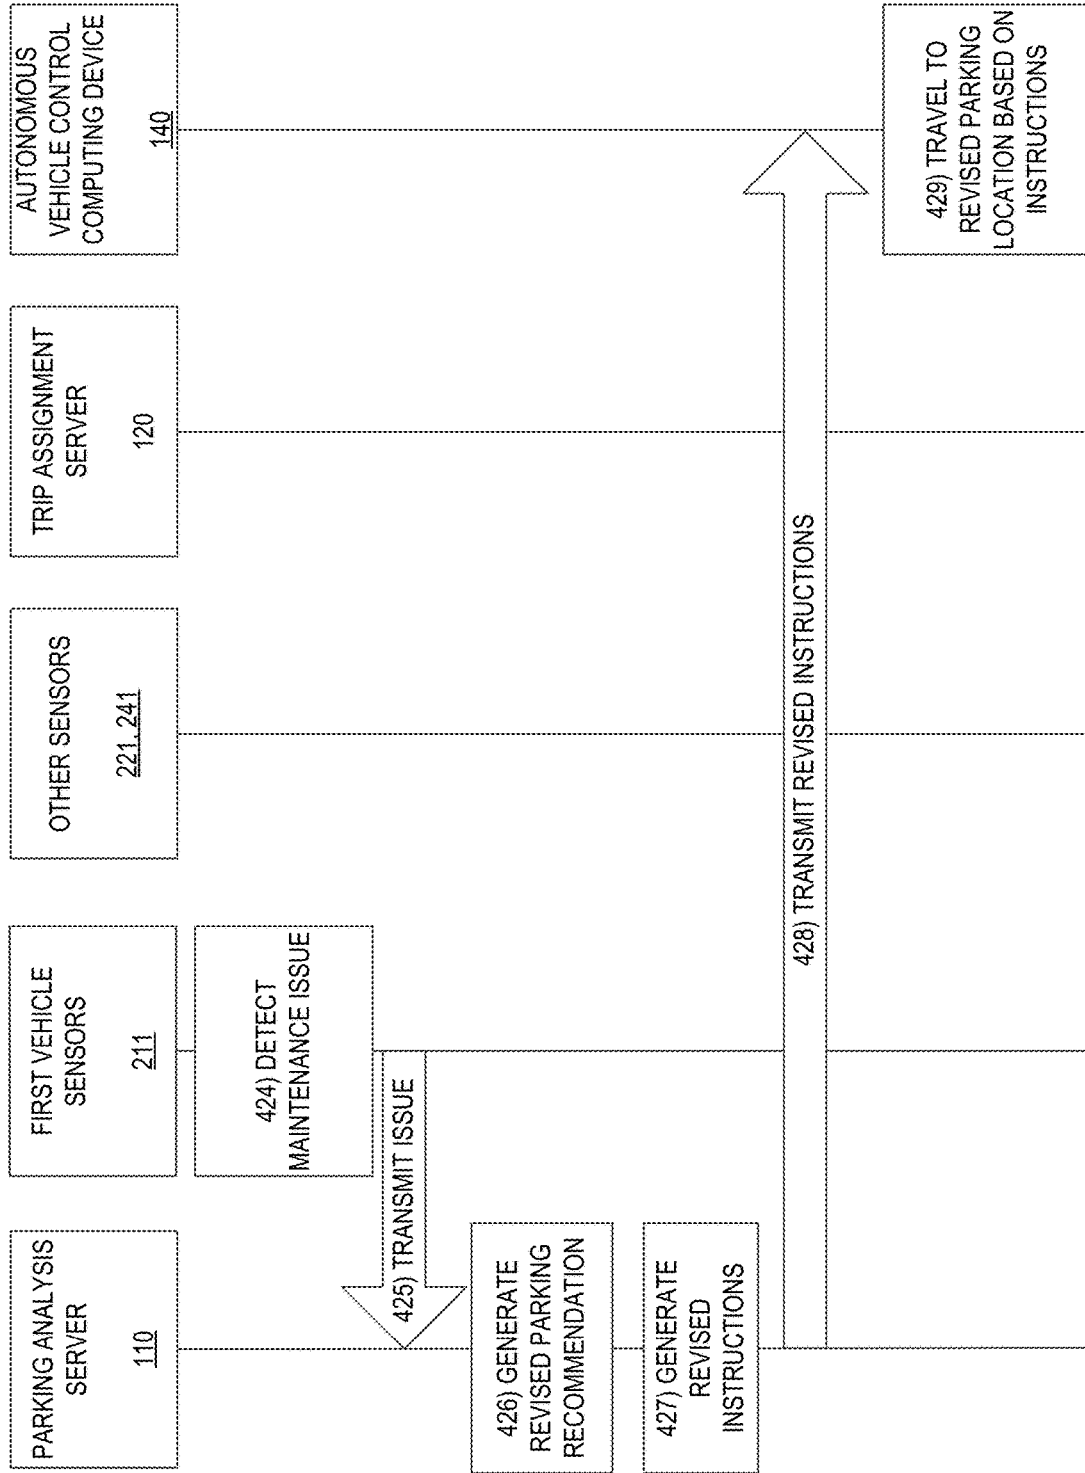 PARKING ANALYSIS
SERVER
110
FIRST VEHICLE
SENSORS
211
OTHER SENSORS
221, 241
TRIP ASSIGNMENT
SERVER
120
AUTONOMOUS
VEHICLE CONTROL
COMPUTING DEVICE
140
424) DETECT
MAINTENANCE ISSUE
425) TRANSMIT ISSUE
426) GENERATE
REVISED PARKING
RECOMMENDATION
427) GENERATE
REVISED
INSTRUCTIONS
428) TRANSMIT REVISED INSTRUCTIONS
429) TRAVEL TO
REVISED PARKING
LOCATION BASED ON
INSTRUCTIONS